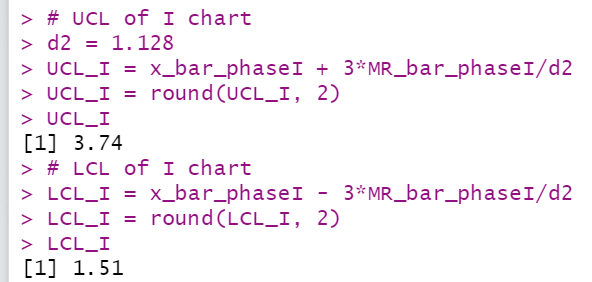 > # UCL of I chart
> d2 = 1.128
> UCL_I = x_bar_phaseI + 3*MR_bar_phaseI/d2
> UCL_I = round(UCL_I, 2)
> UCL_I
[1] 3.74
> # LCL of I chart
> LCL_I = x_bar_phaseI - 3*MR_bar_phaseI/d2
> LCL_I = round(LCL_I, 2)
> LCL_I
[1] 1.51